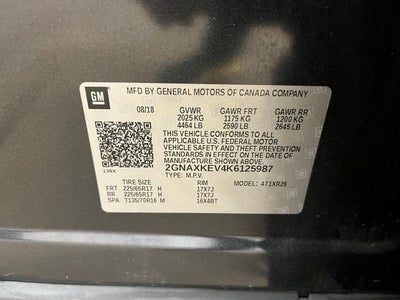 GM
MFD BY GENERAL MOTORS OF CANADA COMPANY
08/18 GVWR GAWR FRT GAWR RR
2025 KG 1175 KG 1200 KG
4464 LB 2590 LB 2645 LB
THIS VEHICLE CONFORMS TO ALL
APPLICABLE U.S. FEDERAL MOTOR
VEHICLE SAFETY AND THEFT
PREVENTION STANDARDS IN
EFFECT ON THE DATE OF
MANUFACTURE SHOWN ABOVE.
2GNAXKEV4K6125987
TYPE: M.P.V.
139X
TIRE SIZE RIM MODEL: 471XR26
FRT 225/65R17 H 17X7J
RR 225/65R17 H 17X7J
SPA T135/70R16 M 16X4BT